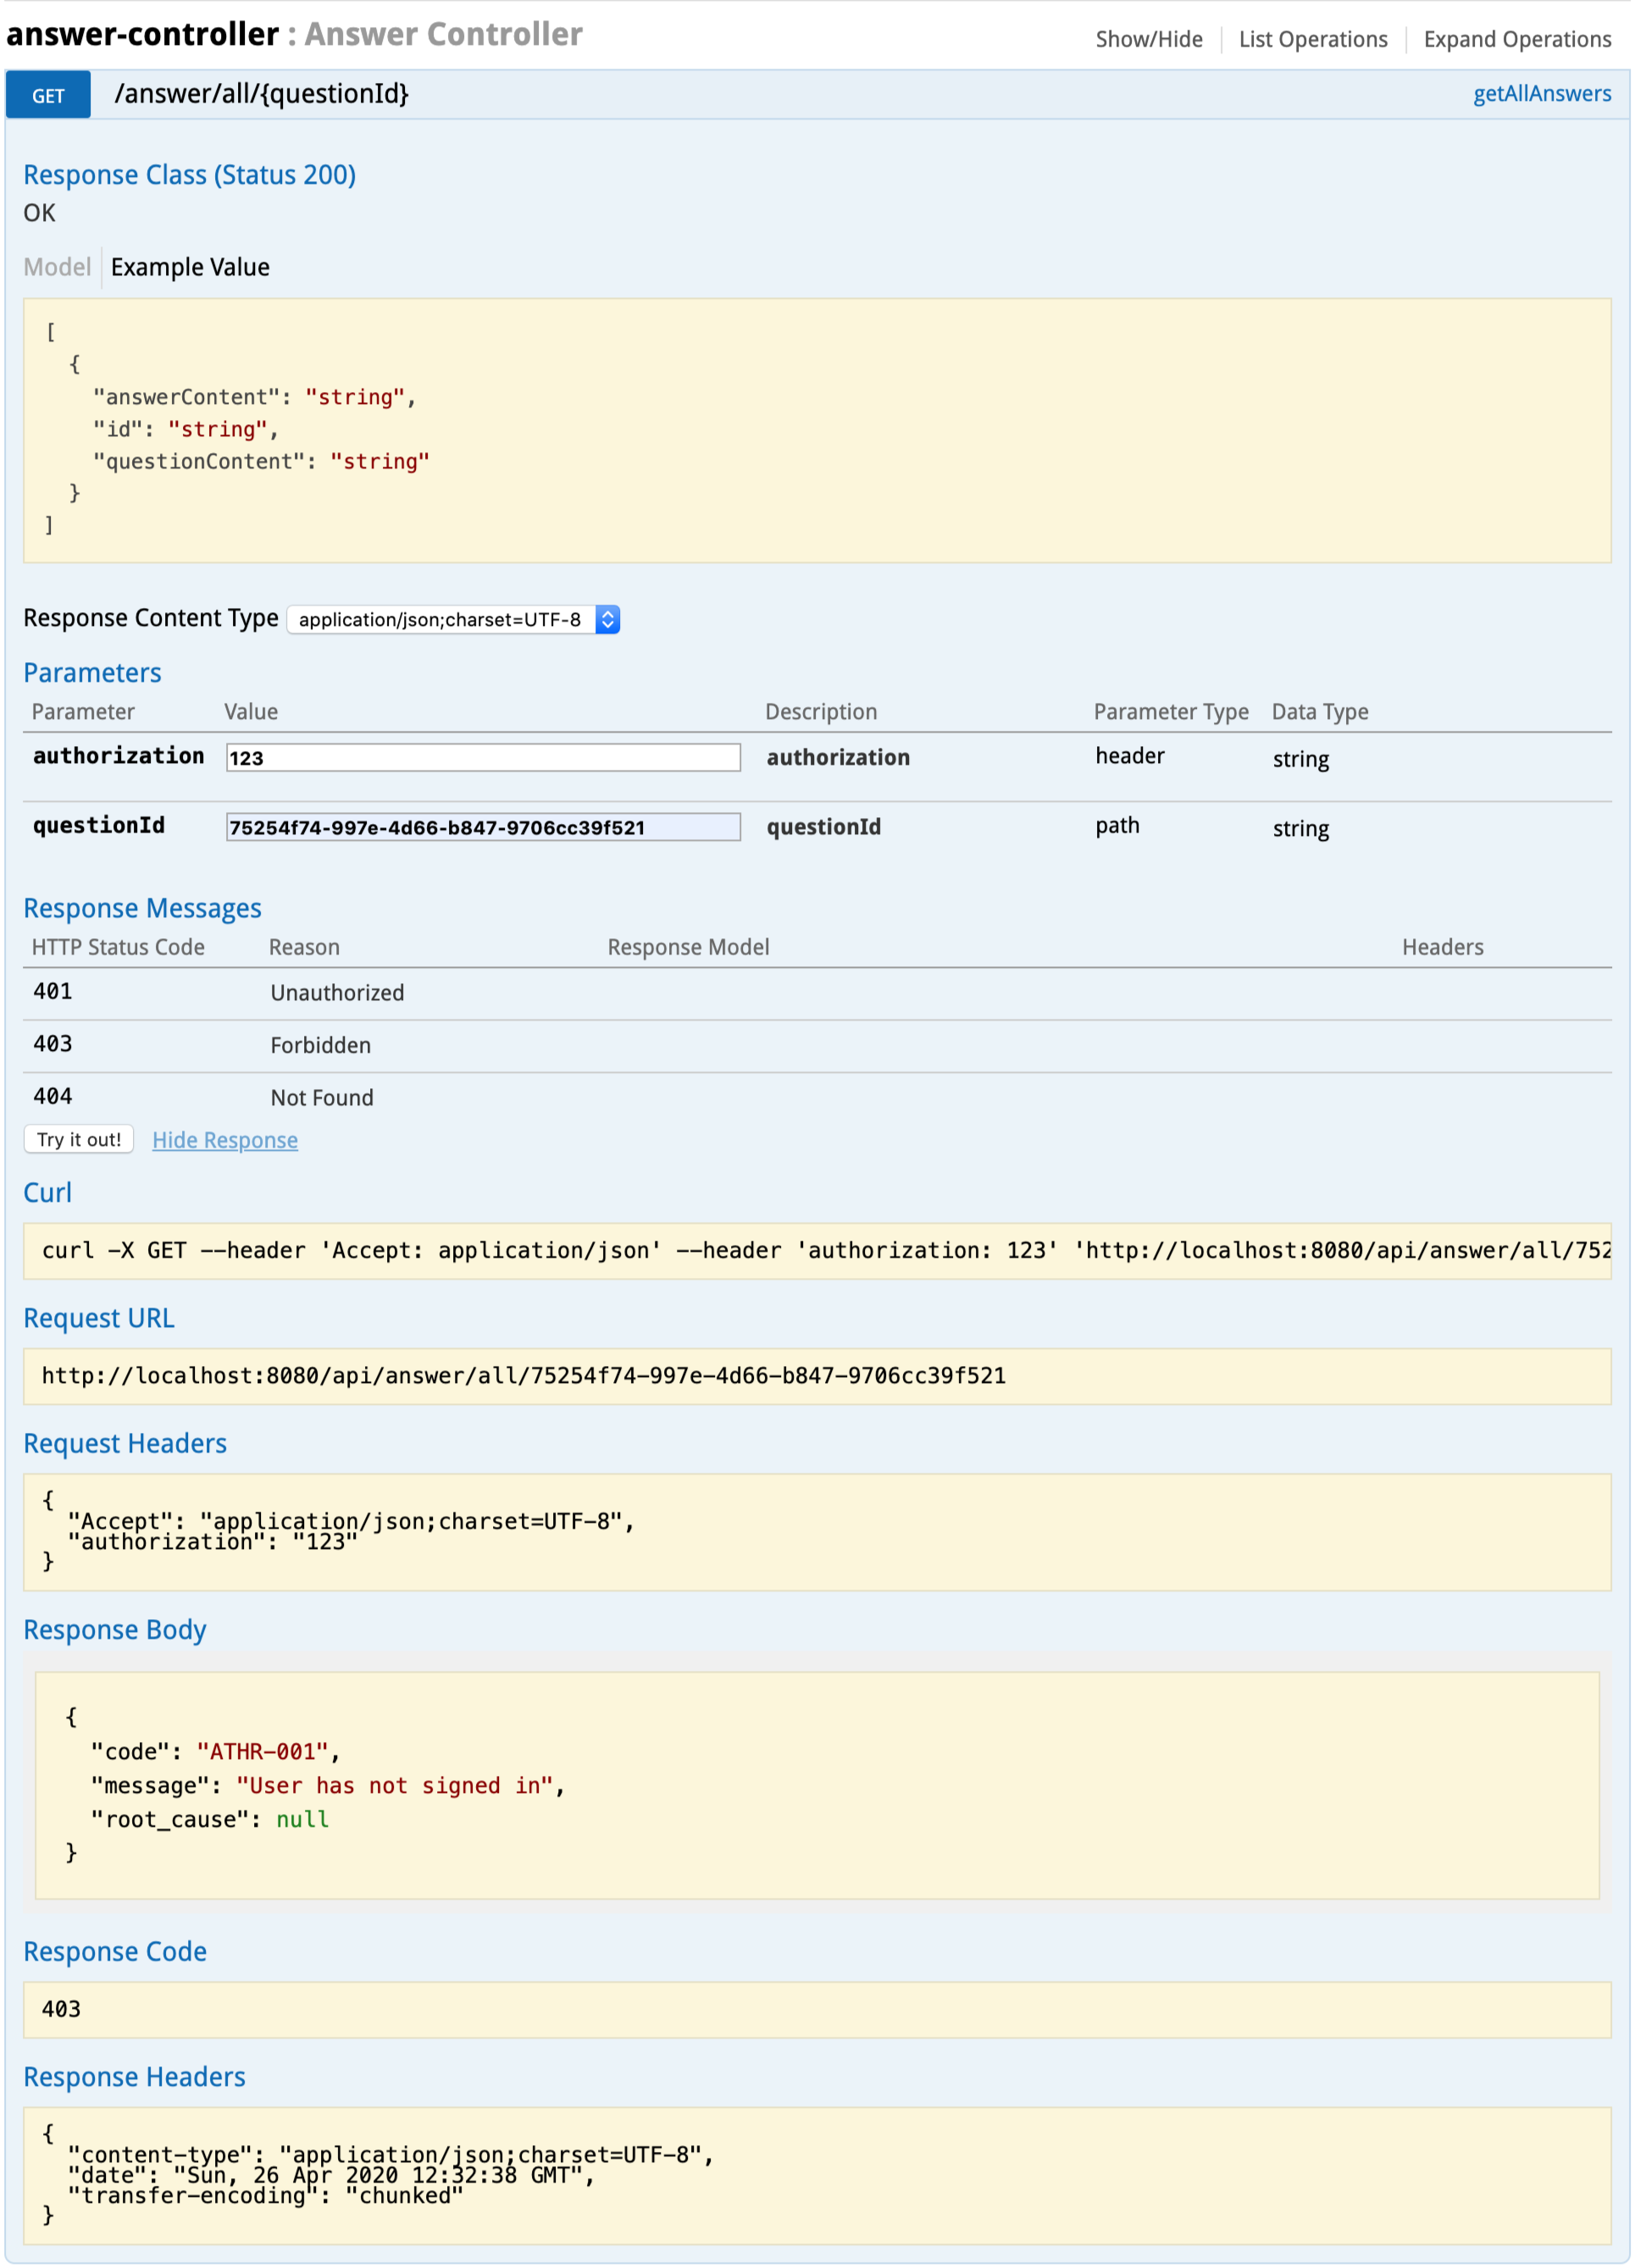 answer-controller : Answer Controller
Show/Hide List Operations Expand Operations
GET /answer/all/{questionId} getAllAnswers
Response Class (Status 200)
OK
Model Example Value
[
{
"answerContent": "string",
"id": "string",
"questionContent": "string"
}
]
Response Content Type application/json;charset=UTF-8
Parameters
Parameter Value Description Parameter Type Data Type
authorization 123 authorization header string
questionId 75254f74-997e-4d66-b847-9706cc39f521 questionId path string
Response Messages
HTTP Status Code Reason Response Model Headers
401 Unauthorized
403 Forbidden
404 Not Found
Try it out! Hide Response
Curl
curl -X GET --header 'Accept: application/json' --header 'authorization: 123' 'http://localhost:8080/api/answer/all/752
Request URL
http://localhost:8080/api/answer/all/75254f74-997e-4d66-b847-9706cc39f521
Request Headers
{
"Accept": "application/json;charset=UTF-8",
"authorization": "123"
}
Response Body
{
"code": "ATHR-001",
"message": "User has not signed in",
"root_cause": null
}
Response Code
403
Response Headers
{
"content-type": "application/json;charset=UTF-8",
"date": "Sun, 26 Apr 2020 12:32:38 GMT",
"transfer-encoding": "chunked"
}